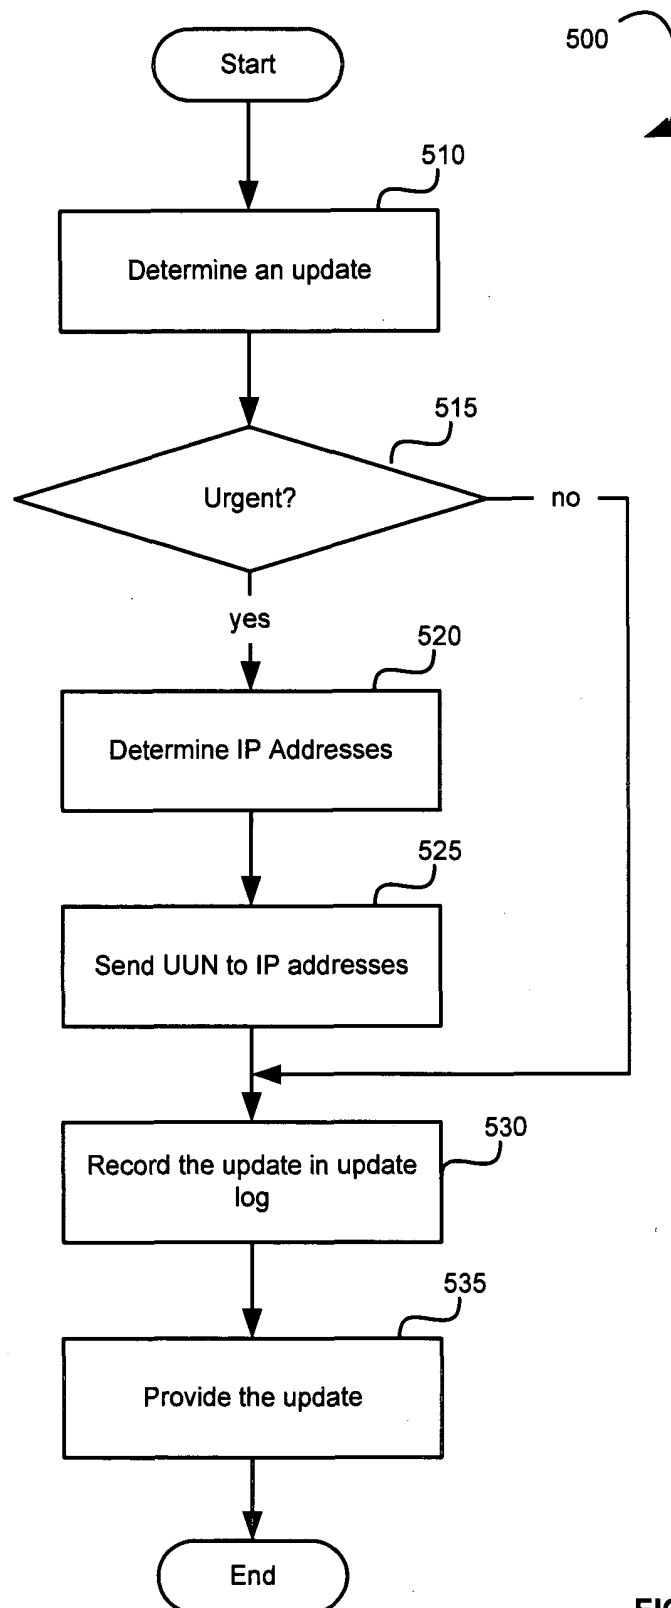 500
Start
510
Determine an update
515
Urgent?
no
yes
520
Determine IP Addresses
525
Send UUN to IP addresses
530
Record the update in update
log
535
Provide the update
End
FIG